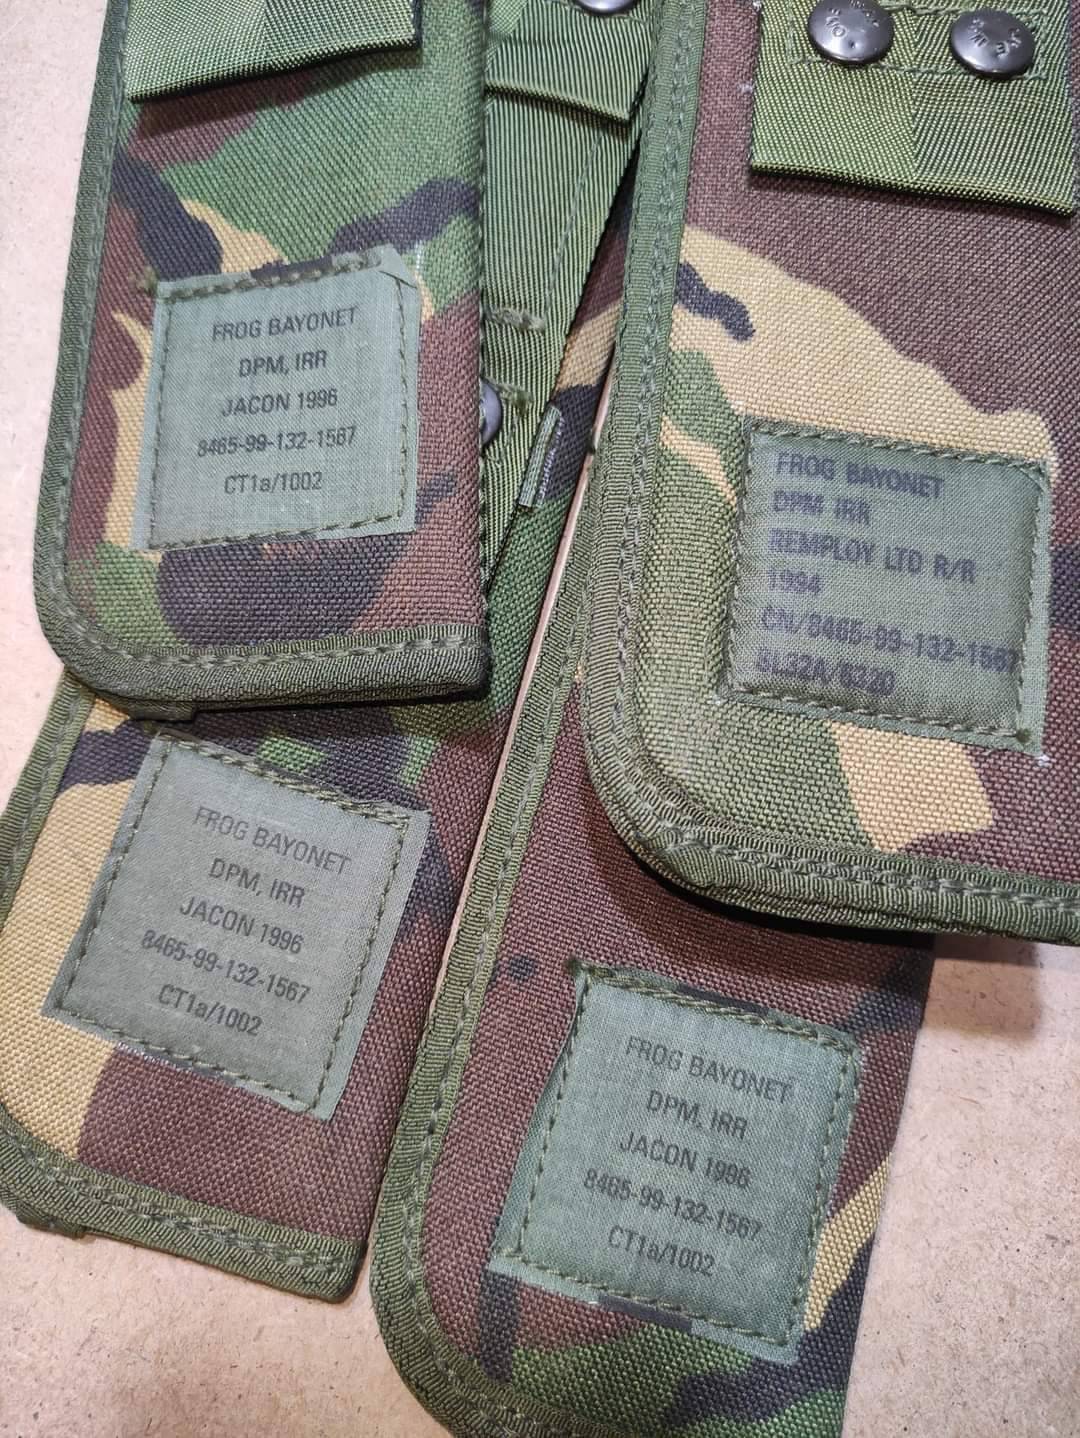 FROG BAYONET
DPM, IRR
JACON 1996
8465-99-132-1567
CT1a/1002
FROG BAYONET
DPM IRR
REMPLOY LTD R/R
1994
CN/8465-99-132-1567
8L32A/5320
FROG BAYONET
DPM, IRR
JACON 1996
8465-99-132-1567
CT1a/1002
FROG BAYONET
DPM, IRR
JACON 1996
8465-99-132-1567
CT1a/1002